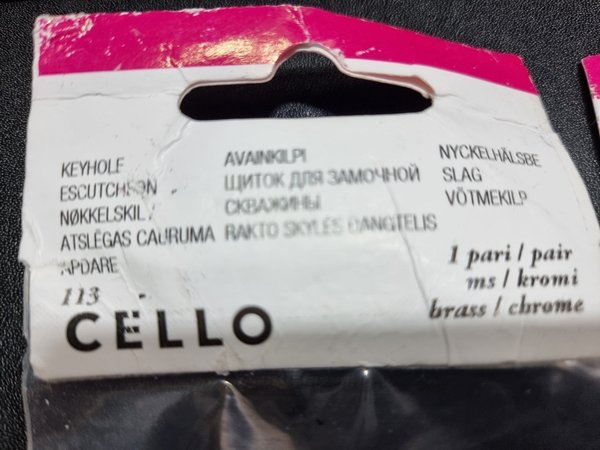 KEYHOLE
ESCUTCHEON
NØKKELSKIL
ATSLĒGAS CAURUMA
APDARE
113
CELLO
AVAINKILPI
ЩИТОК ДЛЯ ЗАМОЧНОЙ
СКВАЖИНЫ
RAKTO SKYLĖS DANGTELIS
NYCKELHÅLSBE
SLAG
VÕTMEKILP
1 pari / pair
ms / kromi
brass / chrome